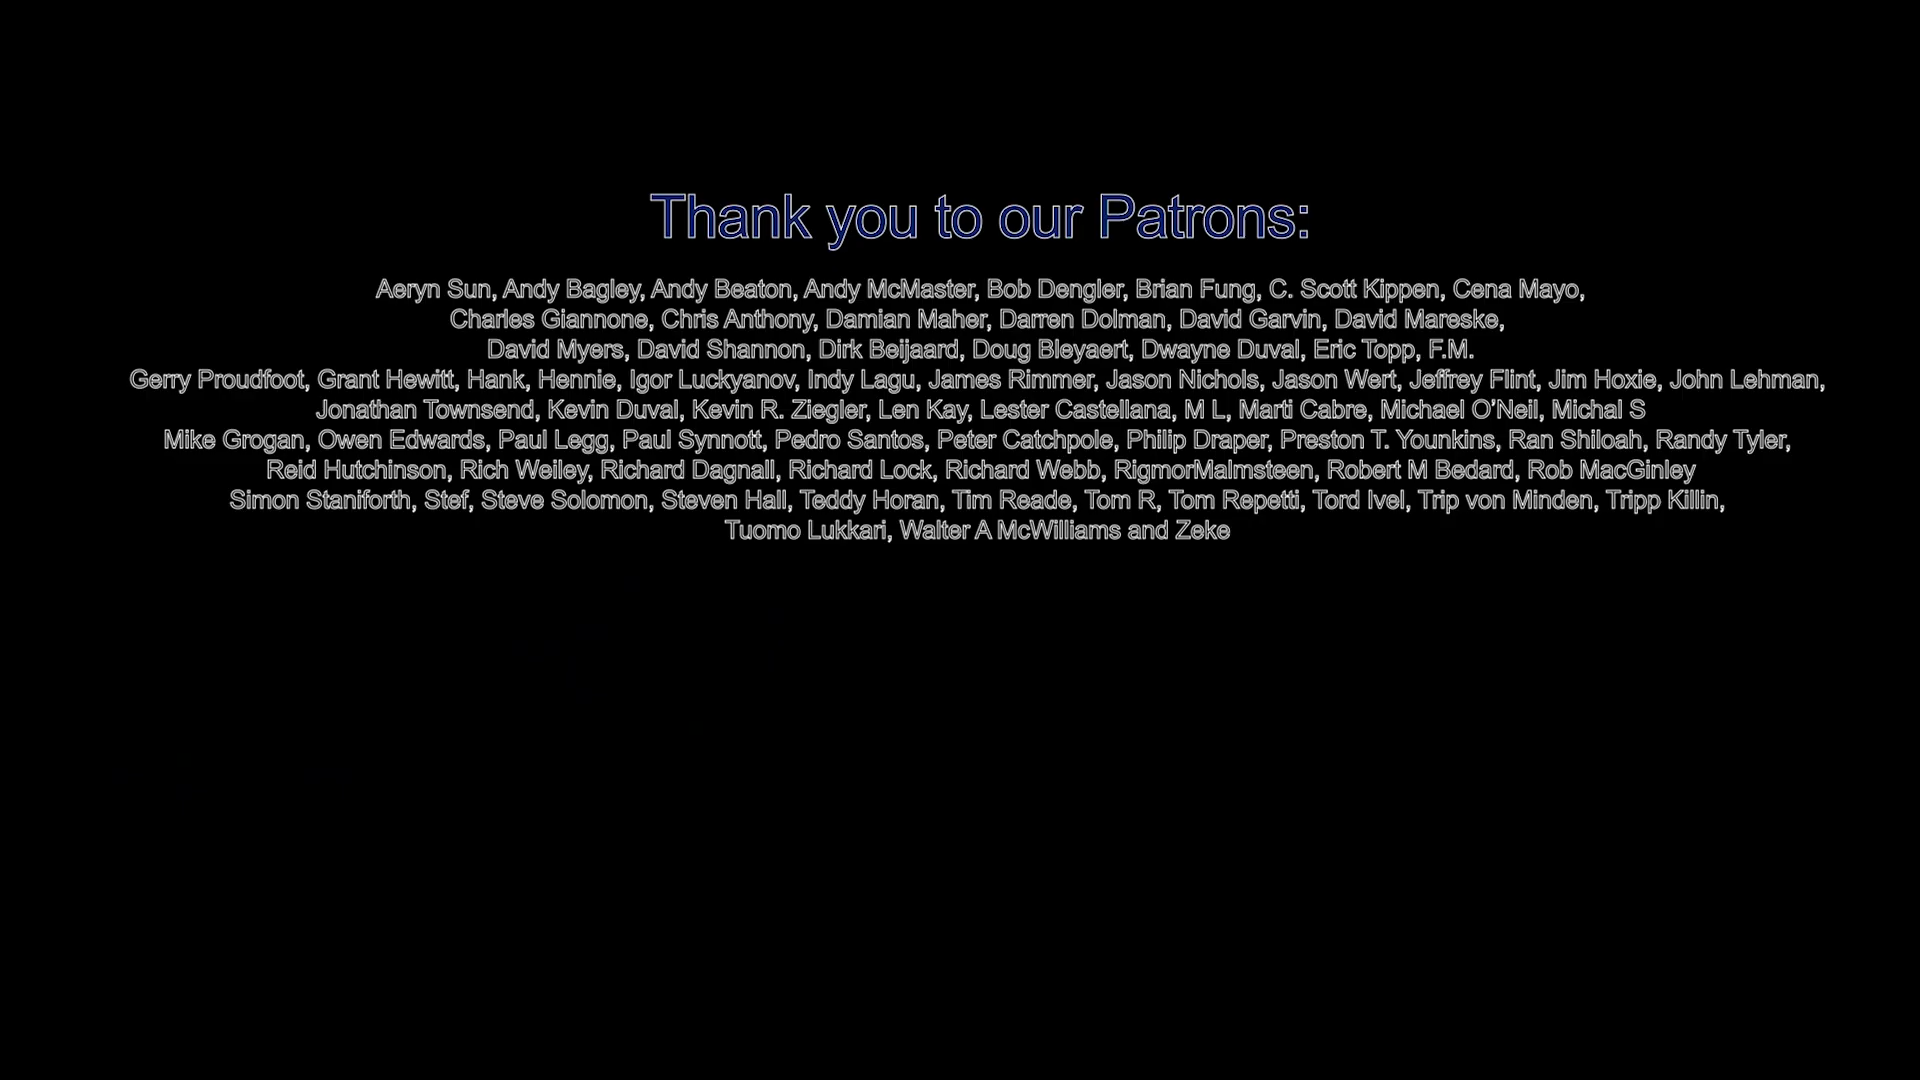 Thank you to our Patrons:
Aeryn Sun, Andy Bagley, Andy Beaton, Andy McMaster, Bob Dengler, Brian Fung, C. Scott Kippen, Cena Mayo,
Charles Giannone, Chris Anthony, Damian Maher, Darren Dolman, David Garvin, David Mareske,
David Myers, David Shannon, Dirk Beijaard, Doug Bleyaert, Dwayne Duval, Eric Topp, F.M.
Gerry Proudfoot, Grant Hewitt, Hank, Hennie, Igor Luckyanov, Indy Lagu, James Rimmer, Jason Nichols, Jason Wert, Jeffrey Flint, Jim Hoxie, John Lehman,
Jonathan Townsend, Kevin Duval, Kevin R. Ziegler, Len Kay, Lester Castellana, M L, Marti Cabre, Michael O’Neil, Michal S
Mike Grogan, Owen Edwards, Paul Legg, Paul Synnott, Pedro Santos, Peter Catchpole, Philip Draper, Preston T. Younkins, Ran Shiloah, Randy Tyler,
Reid Hutchinson, Rich Weiley, Richard Dagnall, Richard Lock, Richard Webb, RigmorMalmsteen, Robert M Bedard, Rob MacGinley
Simon Staniforth, Stef, Steve Solomon, Steven Hall, Teddy Horan, Tim Reade, Tom R, Tom Repetti, Tord Ivel, Trip von Minden, Tripp Killin,
Tuomo Lukkari, Walter A McWilliams and Zeke